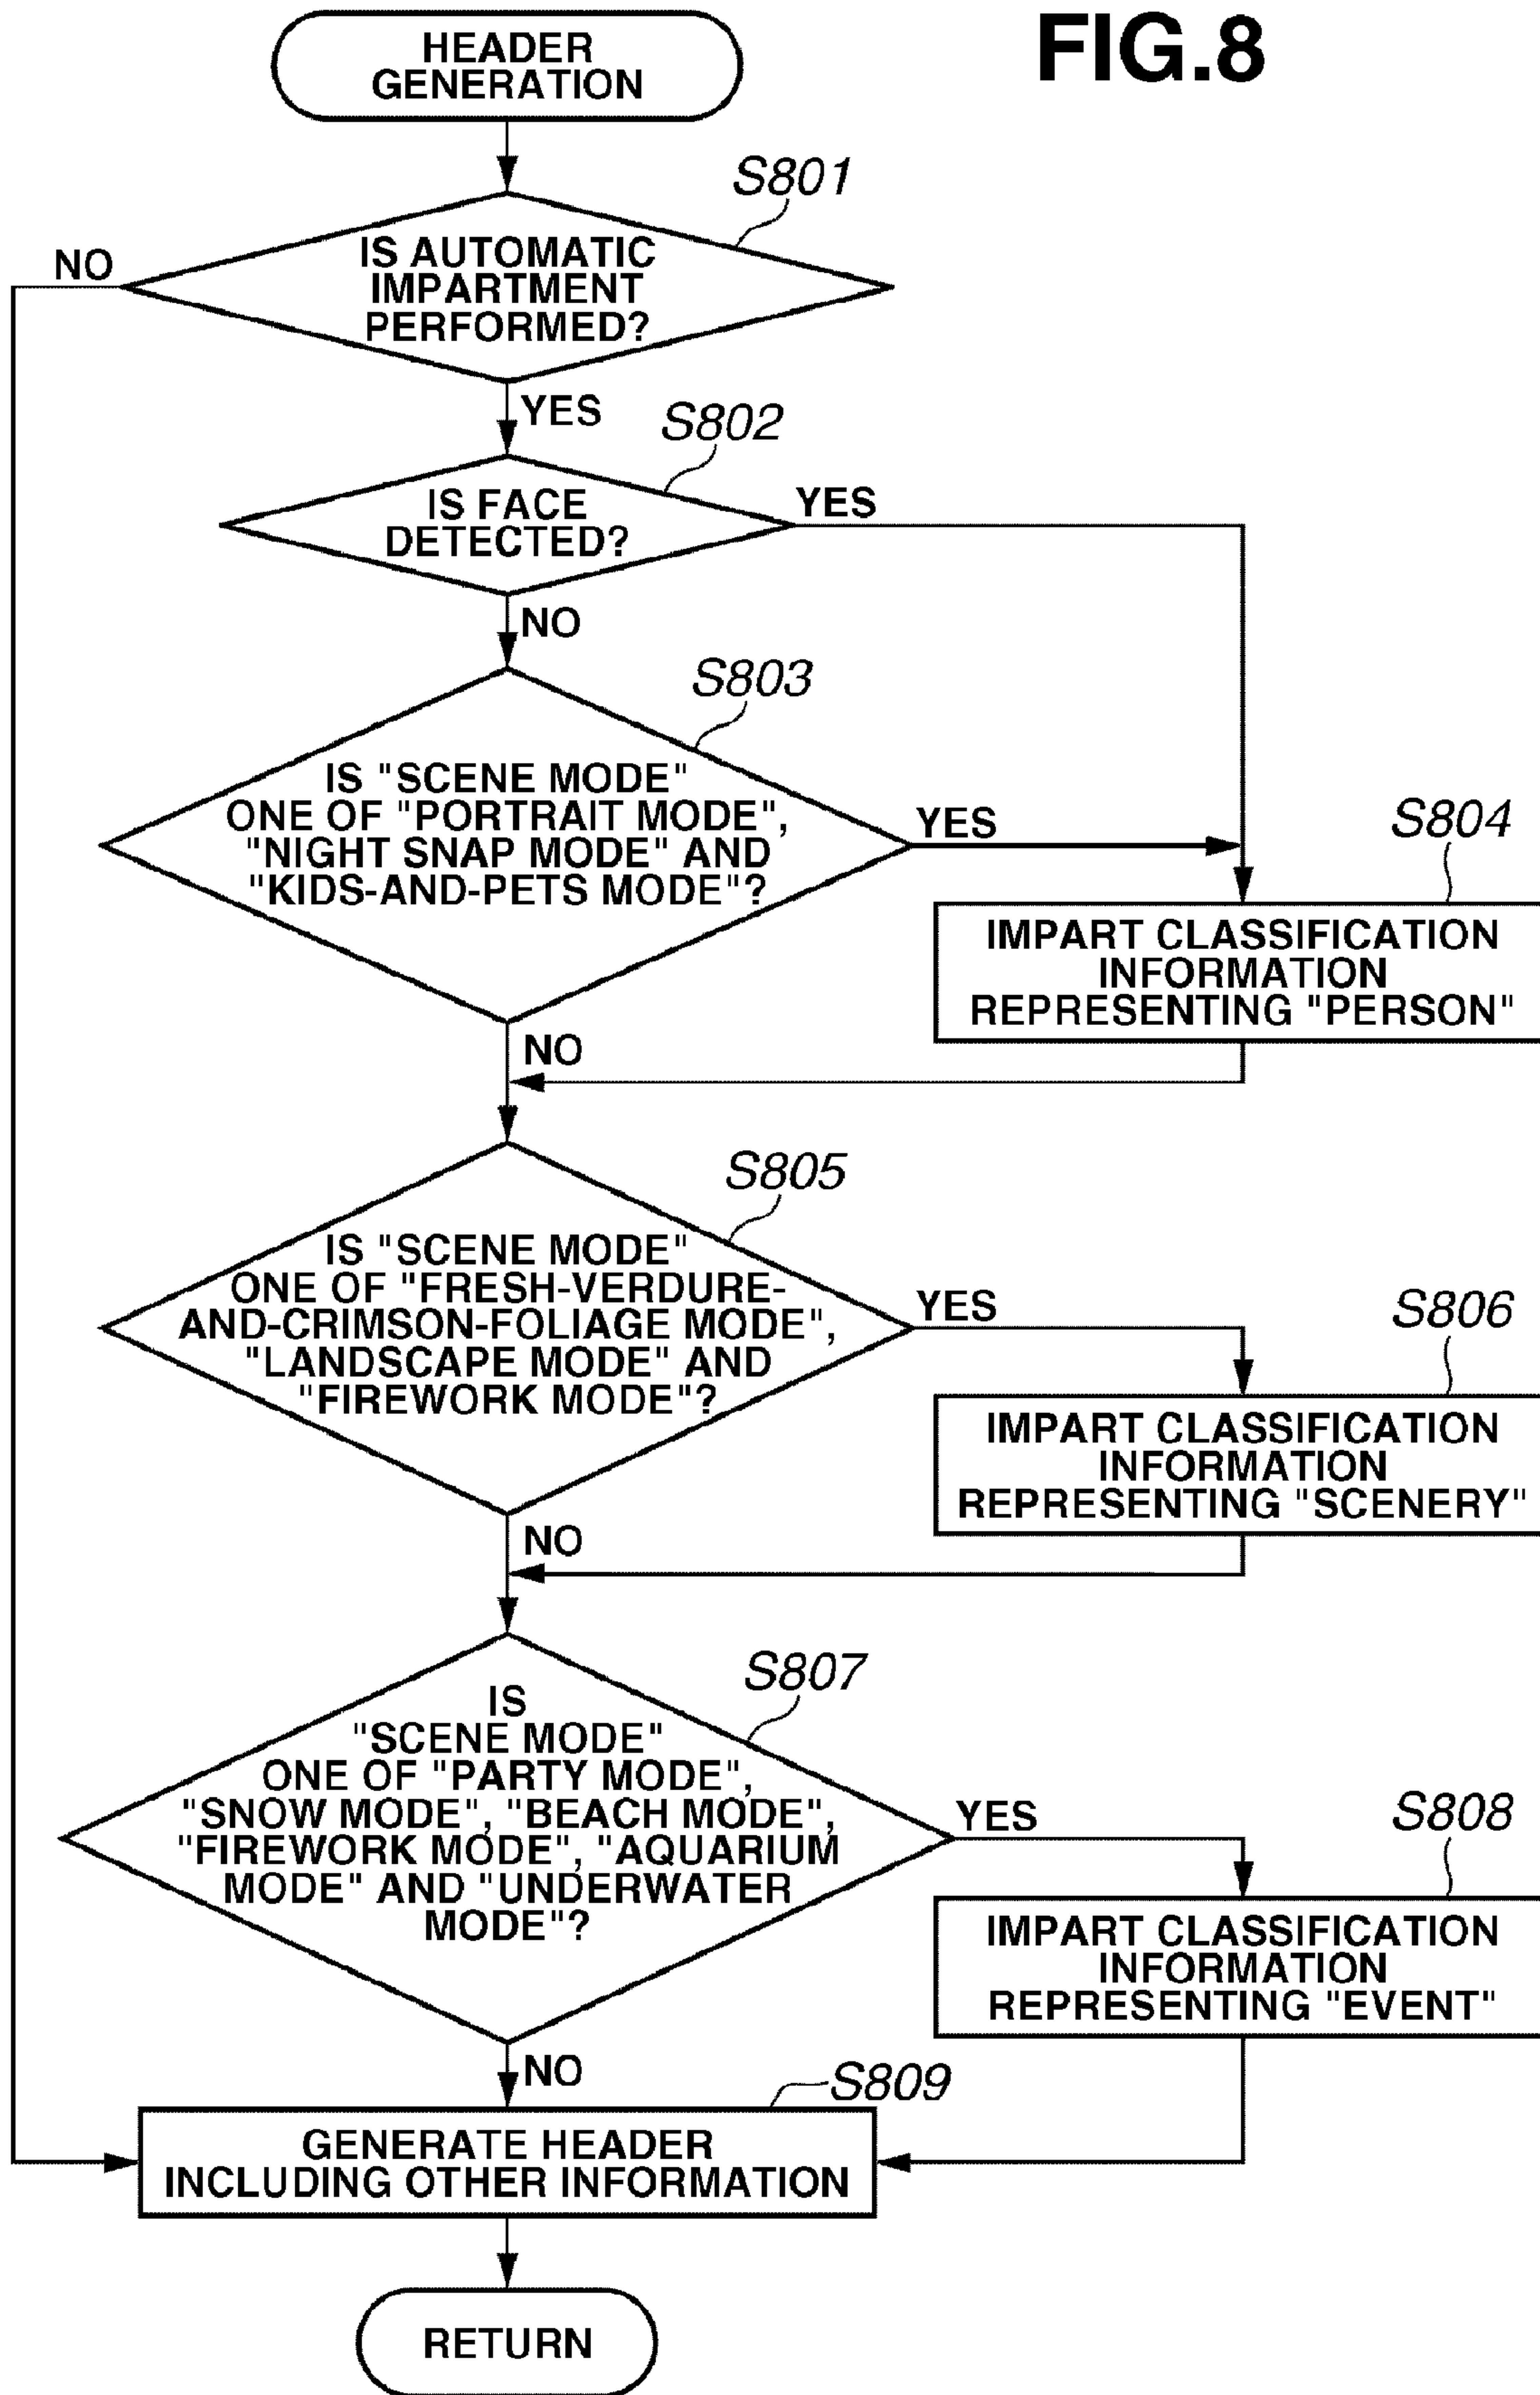 FIG.8
HEADER
GENERATION
S801
IS AUTOMATIC
IMPARTMENT
PERFORMED?
NO
YES
S802
IS FACE
DETECTED?
YES
NO
S803
IS "SCENE MODE"
ONE OF "PORTRAIT MODE",
"NIGHT SNAP MODE" AND
"KIDS-AND-PETS MODE"?
YES
S804
IMPART CLASSIFICATION
INFORMATION
REPRESENTING "PERSON"
NO
S805
IS "SCENE MODE"
ONE OF "FRESH-VERDURE-
AND-CRIMSON-FOLIAGE MODE",
"LANDSCAPE MODE" AND
"FIREWORK MODE"?
YES
S806
IMPART CLASSIFICATION
INFORMATION
REPRESENTING "SCENERY"
NO
S807
IS
"SCENE MODE"
ONE OF "PARTY MODE",
"SNOW MODE", "BEACH MODE",
"FIREWORK MODE", "AQUARIUM
MODE" AND "UNDERWATER
MODE"?
YES
S808
IMPART CLASSIFICATION
INFORMATION
REPRESENTING "EVENT"
NO
S809
GENERATE HEADER
INCLUDING OTHER INFORMATION
RETURN